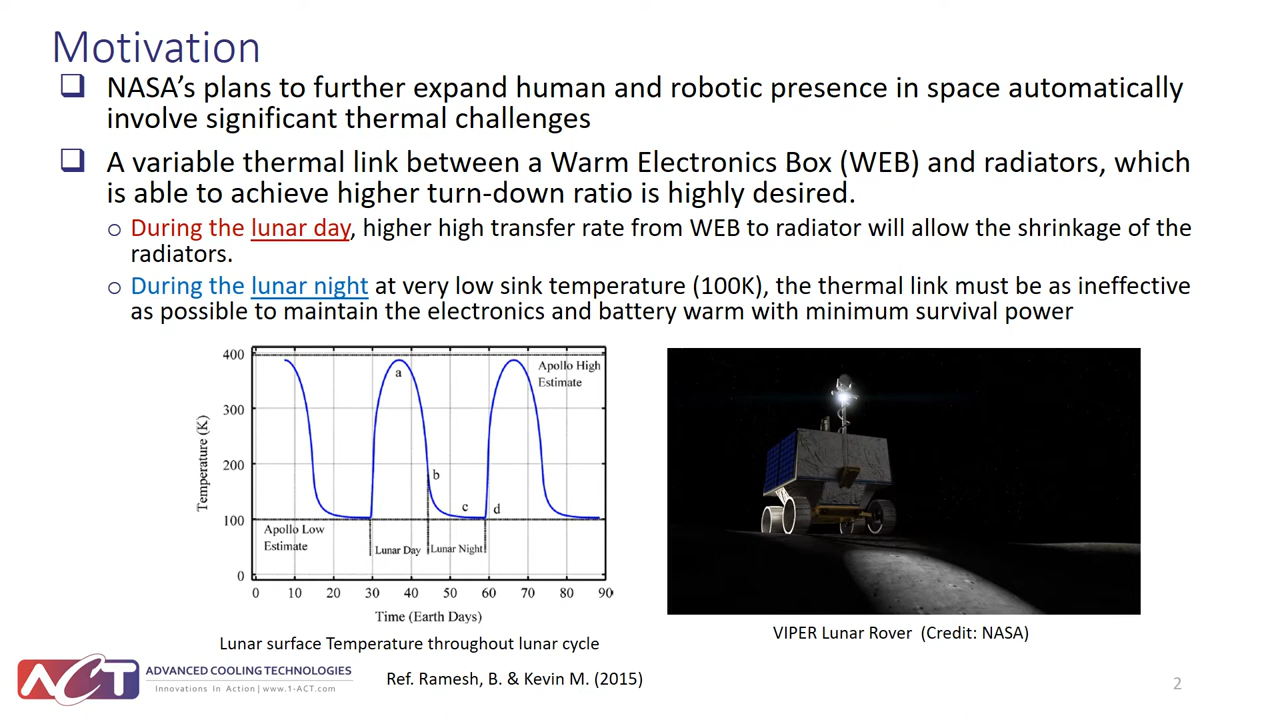 Motivation
❑ NASA’s plans to further expand human and robotic presence in space automatically
involve significant thermal challenges
❑ A variable thermal link between a Warm Electronics Box (WEB) and radiators, which
is able to achieve higher turn-down ratio is highly desired.
o During the lunar day, higher high transfer rate from WEB to radiator will allow the shrinkage of the
radiators.
o During the lunar night at very low sink temperature (100K), the thermal link must be as ineffective
as possible to maintain the electronics and battery warm with minimum survival power
400
300
200
100
0
Temperature (K)
Apollo High
Estimate
a
b
c
d
Apollo Low
Estimate
Lunar Day
Lunar Night
0 10 20 30 40 50 60 70 80 90
Time (Earth Days)
Lunar surface Temperature throughout lunar cycle
VIPER Lunar Rover (Credit: NASA)
ACT
ADVANCED COOLING TECHNOLOGIES
Innovations In Action | www.1-ACT.com
Ref. Ramesh, B. & Kevin M. (2015)
2